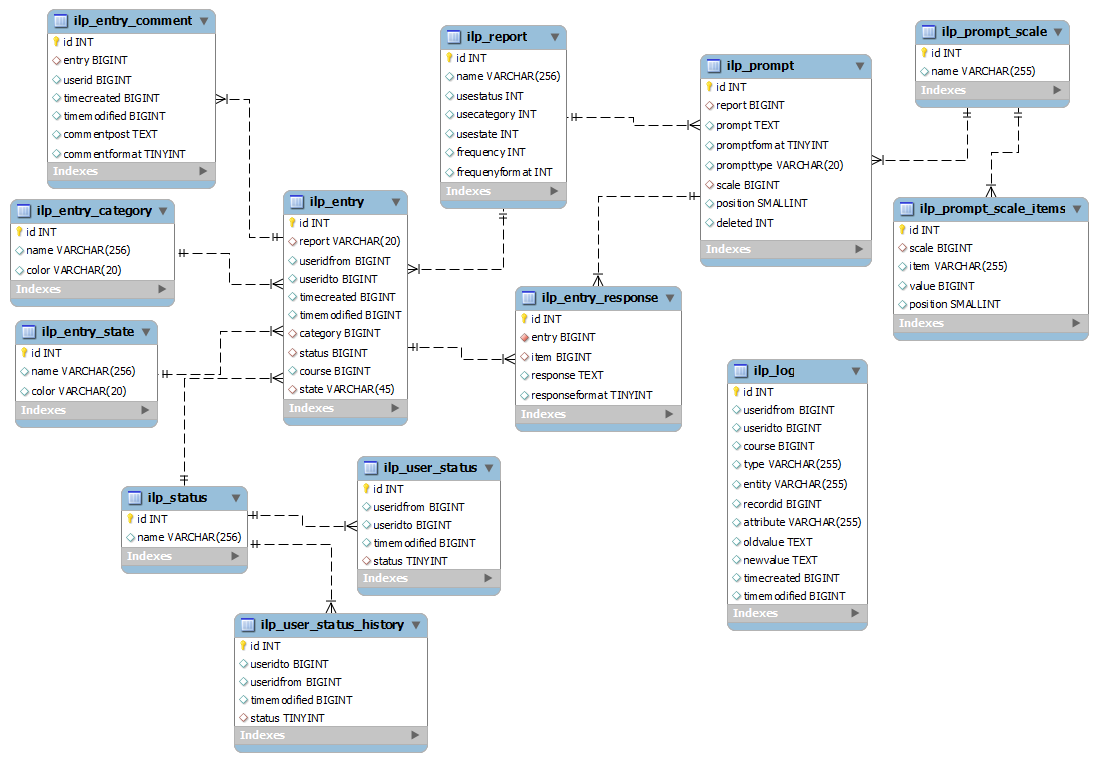 ilp_entry_comment
id INT
entry BIGINT
userid BIGINT
timecreated BIGINT
timemodified BIGINT
commentpost TEXT
commentformat TINYINT
Indexes
ilp_entry_category
id INT
name VARCHAR(256)
color VARCHAR(20)
Indexes
ilp_entry_state
id INT
name VARCHAR(256)
color VARCHAR(20)
Indexes
ilp_entry
id INT
report VARCHAR(20)
useridfrom BIGINT
useridto BIGINT
timecreated BIGINT
timemodified BIGINT
category BIGINT
status BIGINT
course BIGINT
state VARCHAR(45)
Indexes
ilp_report
id INT
name VARCHAR(256)
usestatus INT
usecategory INT
usestate INT
frequency INT
frequenyformat INT
Indexes
ilp_prompt
id INT
report BIGINT
prompt TEXT
promptformat TINYINT
prompttype VARCHAR(20)
scale BIGINT
position SMALLINT
deleted INT
Indexes
ilp_prompt_scale
id INT
name VARCHAR(255)
Indexes
ilp_prompt_scale_items
id INT
scale BIGINT
item VARCHAR(255)
value BIGINT
position SMALLINT
Indexes
ilp_entry_response
id INT
entry BIGINT
item BIGINT
response TEXT
responseformat TINYINT
Indexes
ilp_log
id INT
useridfrom BIGINT
useridto BIGINT
course BIGINT
type VARCHAR(255)
entity VARCHAR(255)
recordid BIGINT
attribute VARCHAR(255)
oldvalue TEXT
newvalue TEXT
timecreated BIGINT
timemodified BIGINT
Indexes
ilp_status
id INT
name VARCHAR(256)
Indexes
ilp_user_status
id INT
useridfrom BIGINT
useridto BIGINT
timemodified BIGINT
status TINYINT
Indexes
ilp_user_status_history
id INT
useridto BIGINT
useridfrom BIGINT
timemodified BIGINT
status TINYINT
Indexes